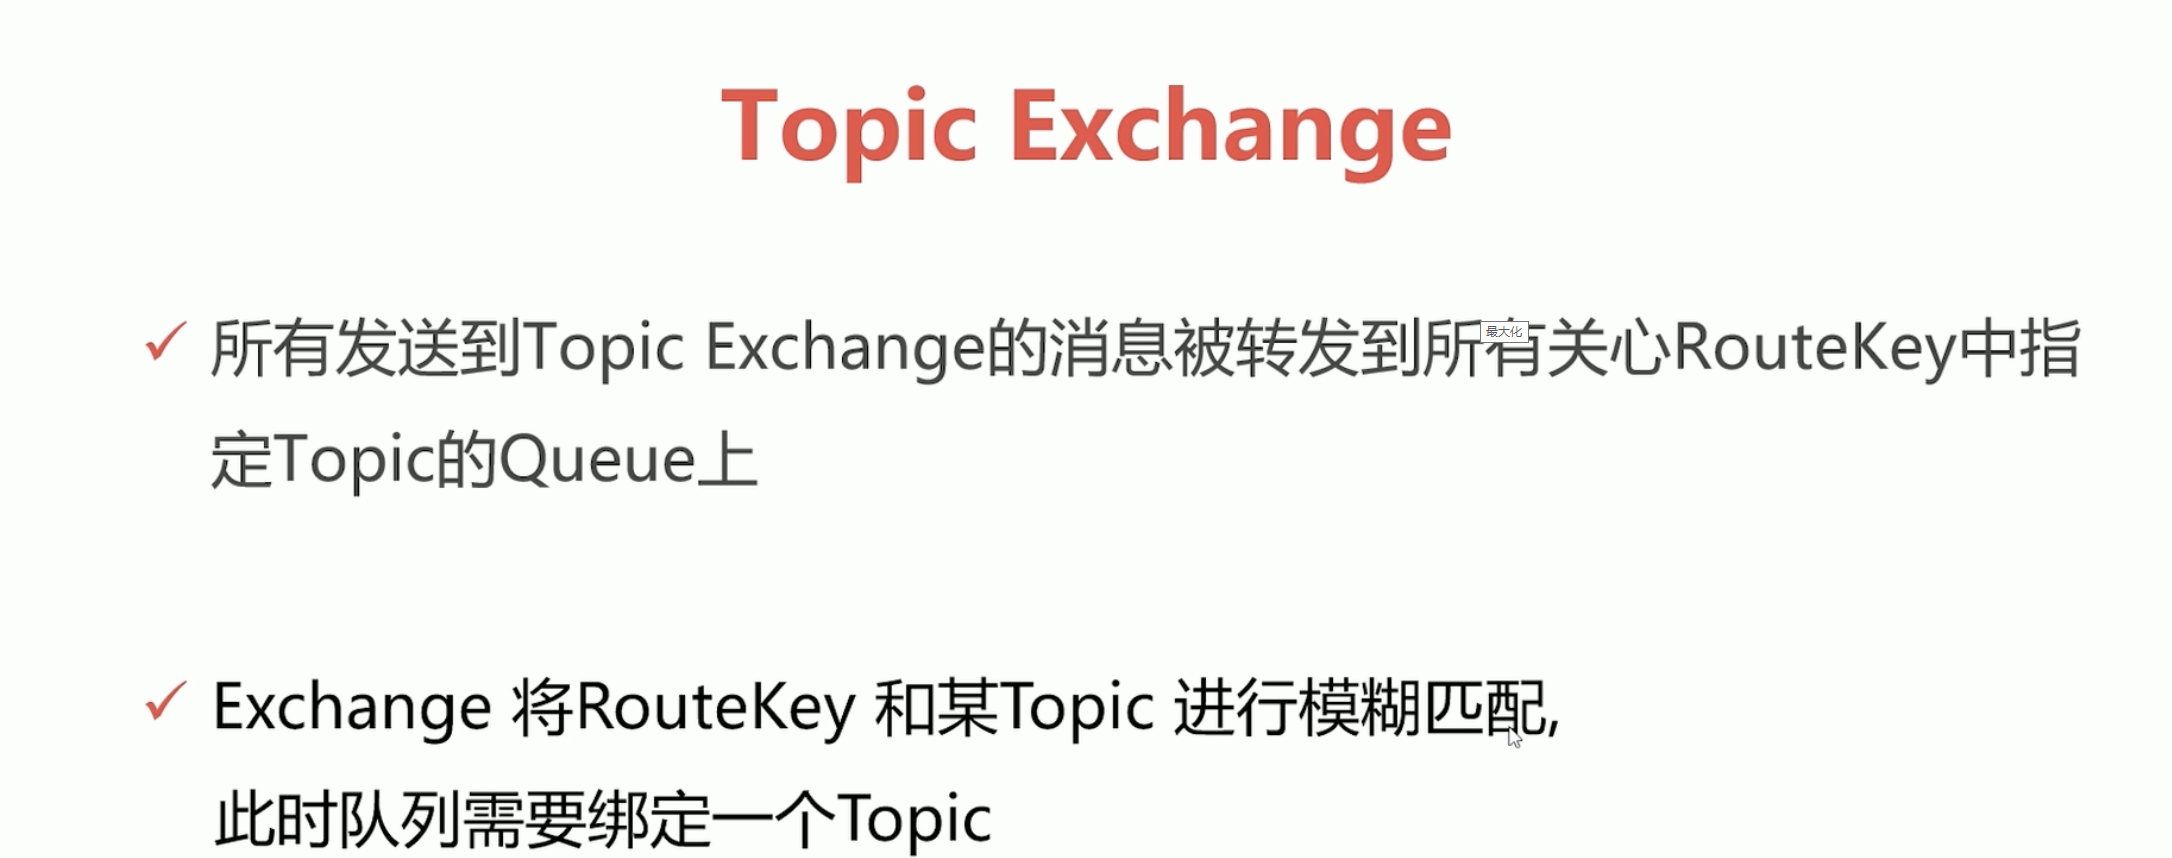 Topic Exchange
所有发送到Topic Exchange的消息被转发到所有关心RouteKey中指
最大化
定Topic的Queue上
Exchange 将RouteKey 和某Topic 进行模糊匹配,
此时队列需要绑定一个Topic